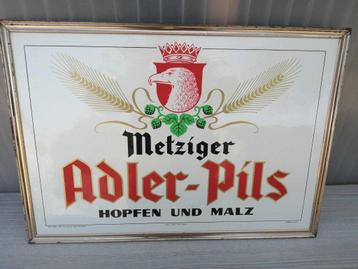 Metziger
Adler-Pils
HOPFEN UND MALZ